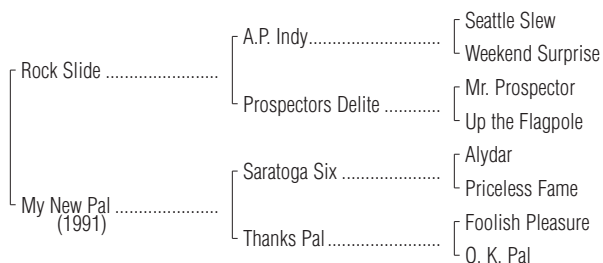 Seattle Slew
A.P. Indy
Weekend Surprise
Rock Slide
Mr. Prospector
Prospectors Delite
Up the Flagpole
Alydar
Saratoga Six
Priceless Fame
My New Pal
(1991)
Foolish Pleasure
Thanks Pal
O. K. Pal